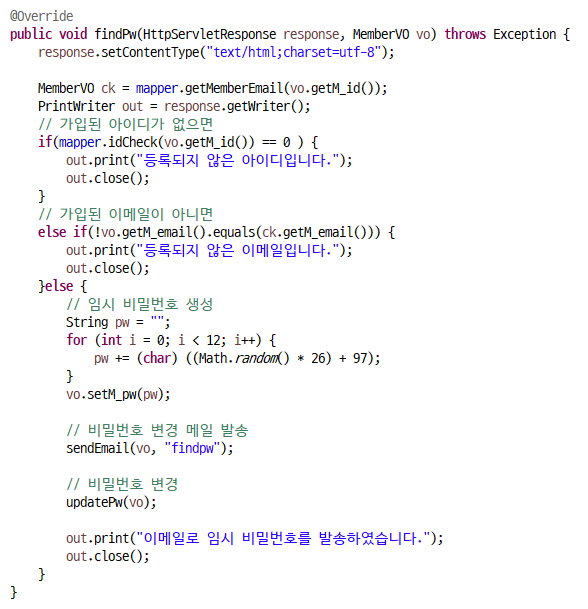 @Override
public void findPw(HttpServletResponse response, MemberVO vo) throws Exception {
    response.setContentType("text/html;charset=utf-8");

    MemberVO ck = mapper.getMemberEmail(vo.getM_id());
    PrintWriter out = response.getWriter();
    // 가입된 아이디가 없으면
    if(mapper.idCheck(vo.getM_id()) == 0 ) {
        out.print("등록되지 않은 아이디입니다.");
        out.close();
    }
    // 가입된 이메일이 아니면
    else if(!vo.getM_email().equals(ck.getM_email())) {
        out.print("등록되지 않은 이메일입니다.");
        out.close();
    }else {
        // 임시 비밀번호 생성
        String pw = "";
        for (int i = 0; i < 12; i++) {
            pw += (char) ((Math.random() * 26) + 97);
        }
        vo.setM_pw(pw);

        // 비밀번호 변경 메일 발송
        sendEmail(vo, "findpw");

        // 비밀번호 변경
        updatePw(vo);

        out.print("이메일로 임시 비밀번호를 발송하였습니다.");
        out.close();
    }
}